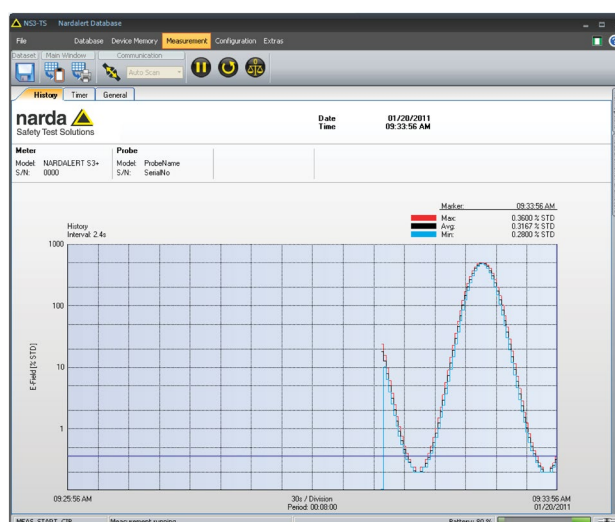 NS3-TS Nardalert Database
File Database Device Memory Measurement Configuration Extras
Dataset Main Window Communication
Auto Scan
History Timer General
narda
Safety Test Solutions
Date 01/20/2011
Time 09:33:56 AM
Meter Probe
Model: NARDALERT S3+ Model: ProbeName
S/N: 0000 S/N: SerialNo
Marker: 09:33:56 AM
Max: 0.3600 % STD
Avg: 0.3167 % STD
Min: 0.2800 % STD
History
Interval: 2.4s
1000
100
10
1
E-Field [% STD]
09:25:56 AM 30s / Division 09:33:56 AM
Period: 00:08:00 01/20/2011
Measurement running Battery: 80 %